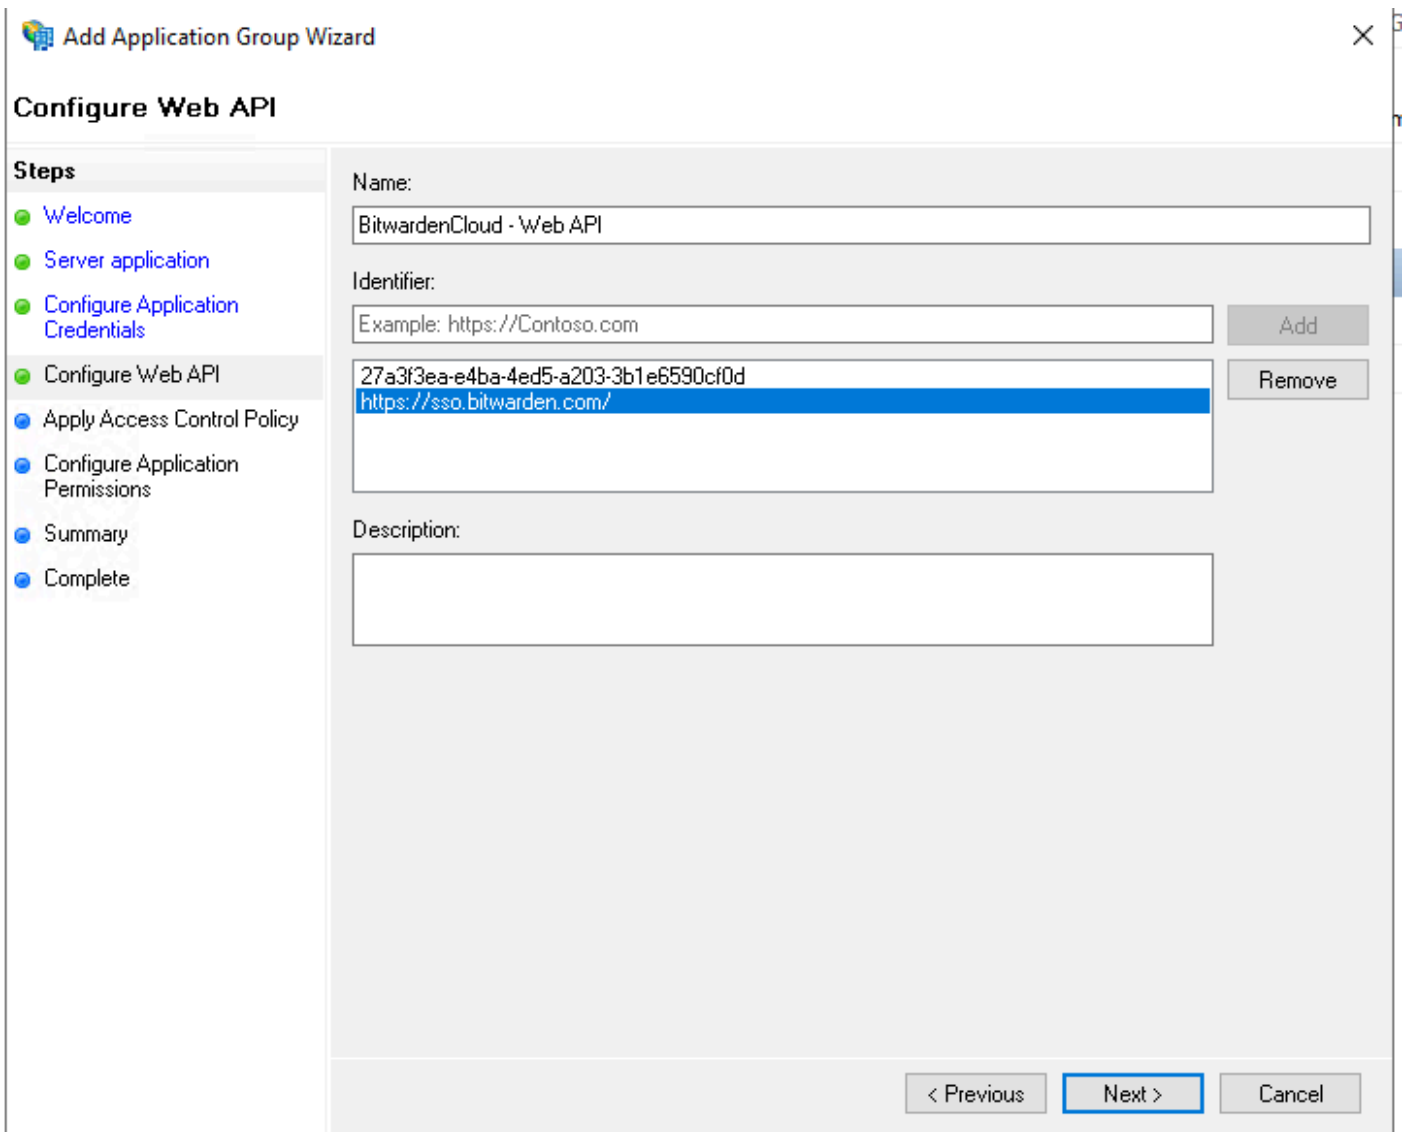 Add Application Group Wizard
Configure Web API
Steps
Welcome
Server application
Configure Application
Credentials
Configure Web API
Apply Access Control Policy
Configure Application
Permissions
Summary
Complete
Name:
BitwardenCloud - Web API
Identifier:
Example: https://Contoso.com
Add
27a3f3ea-e4ba-4ed5-a203-3b1e6590cf0d
https://sso.bitwarden.com/
Remove
Description:
< Previous
Next >
Cancel